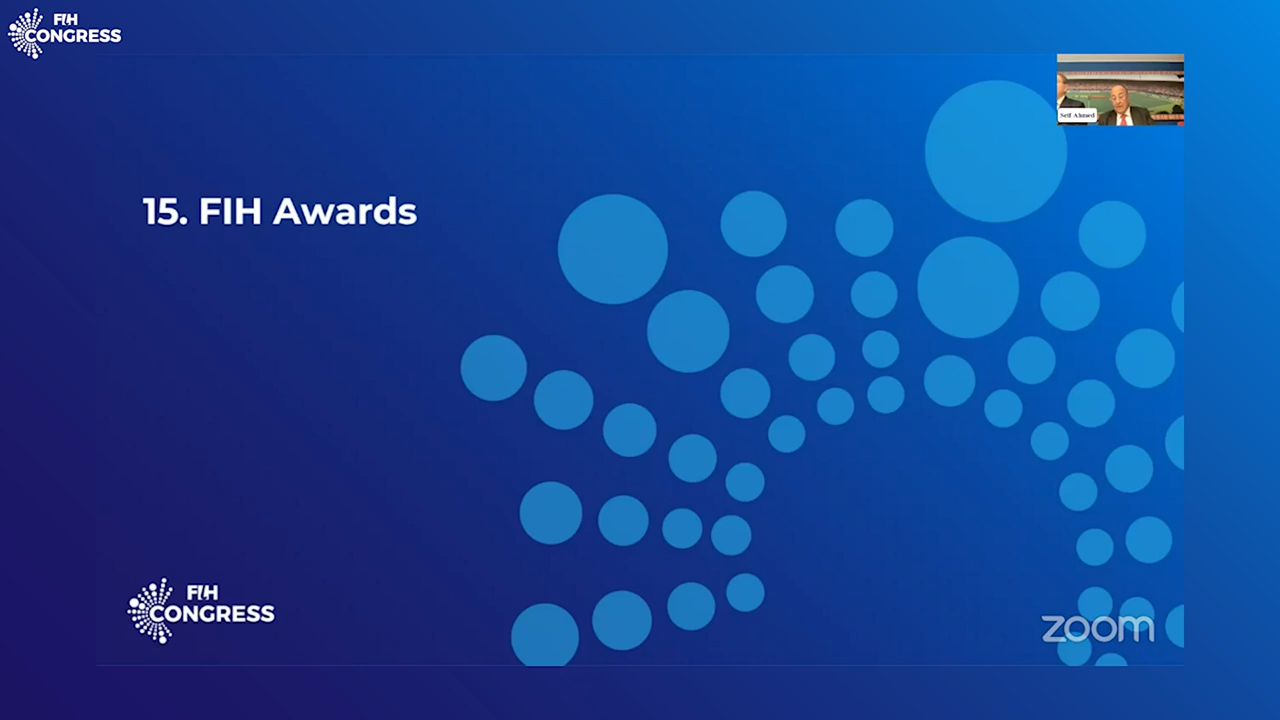 FIH
CONGRESS
Seif Ahmed
15. FIH Awards
FIH
CONGRESS
zoom